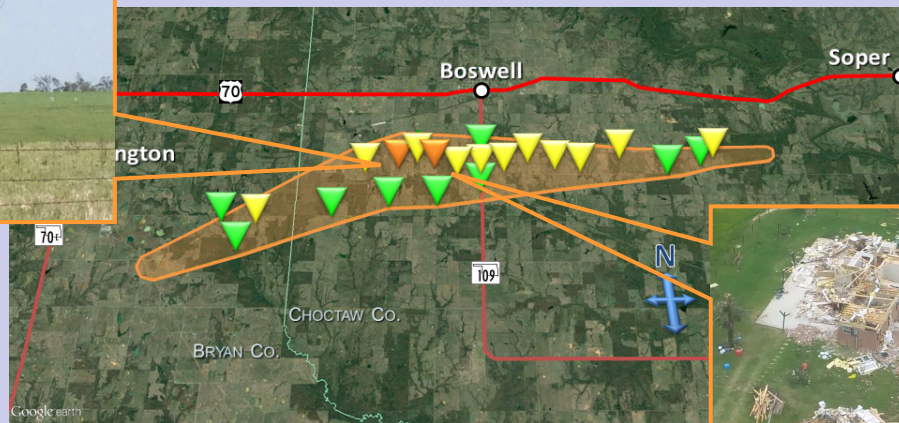 Soper
Boswell
70
ngton
70+
N
109
CHOCTAW CO.
BRYAN CO.
Google earth